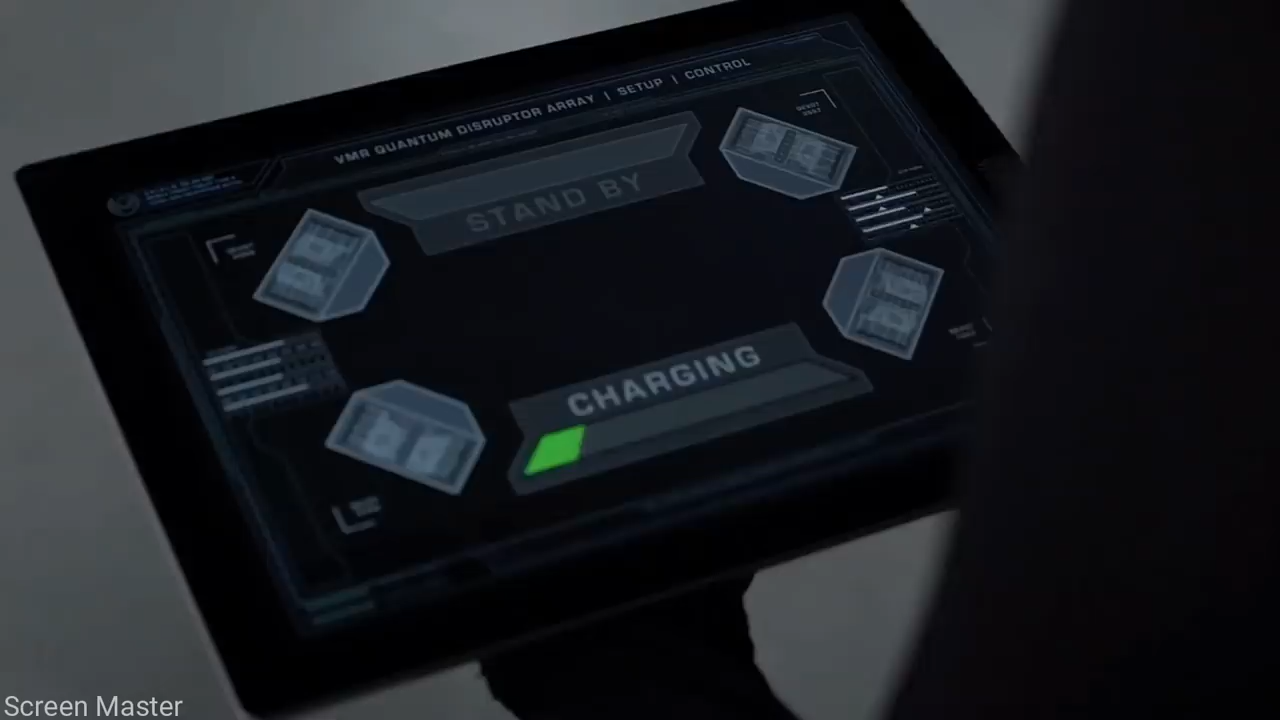 VMR QUANTUM DISRUPTOR ARRAY | SETUP | CONTROL
STAND BY
CHARGING
Screen Master